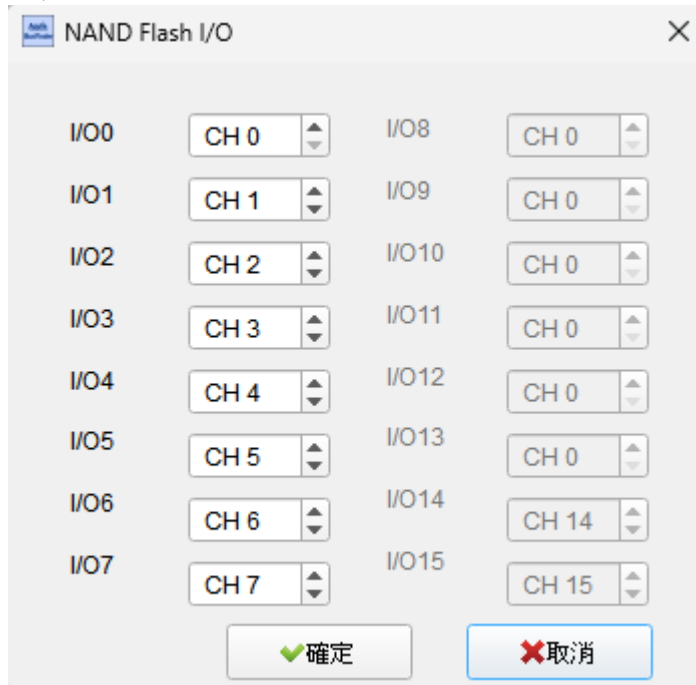 NAND Flash I/O
I/O0 CH 0 I/O8 CH 0
I/O1 CH 1 I/O9 CH 0
I/O2 CH 2 I/O10 CH 0
I/O3 CH 3 I/O11 CH 0
I/O4 CH 4 I/O12 CH 0
I/O5 CH 5 I/O13 CH 0
I/O6 CH 6 I/O14 CH 14
I/O7 CH 7 I/O15 CH 15
確定 取消